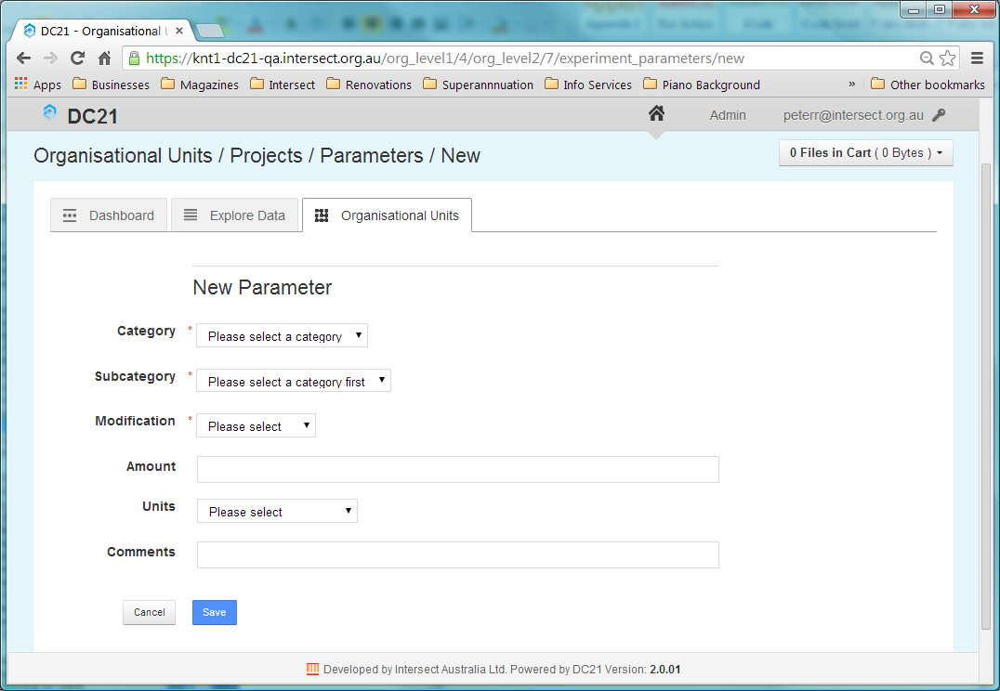 DC21 - Organisational U
https://knt1-dc21-qa.intersect.org.au/org_level1/4/org_level2/7/experiment_parameters/new
Apps Businesses Magazines Intersect Renovations Superannnuation Info Services Piano Background » Other bookmarks
DC21 Admin peterr@intersect.org.au
Organisational Units / Projects / Parameters / New 0 Files in Cart ( 0 Bytes )
Dashboard Explore Data Organisational Units
New Parameter
Category * Please select a category
Subcategory * Please select a category first
Modification * Please select
Amount
Units Please select
Comments
Cancel Save
Developed by Intersect Australia Ltd. Powered by DC21 Version: 2.0.01